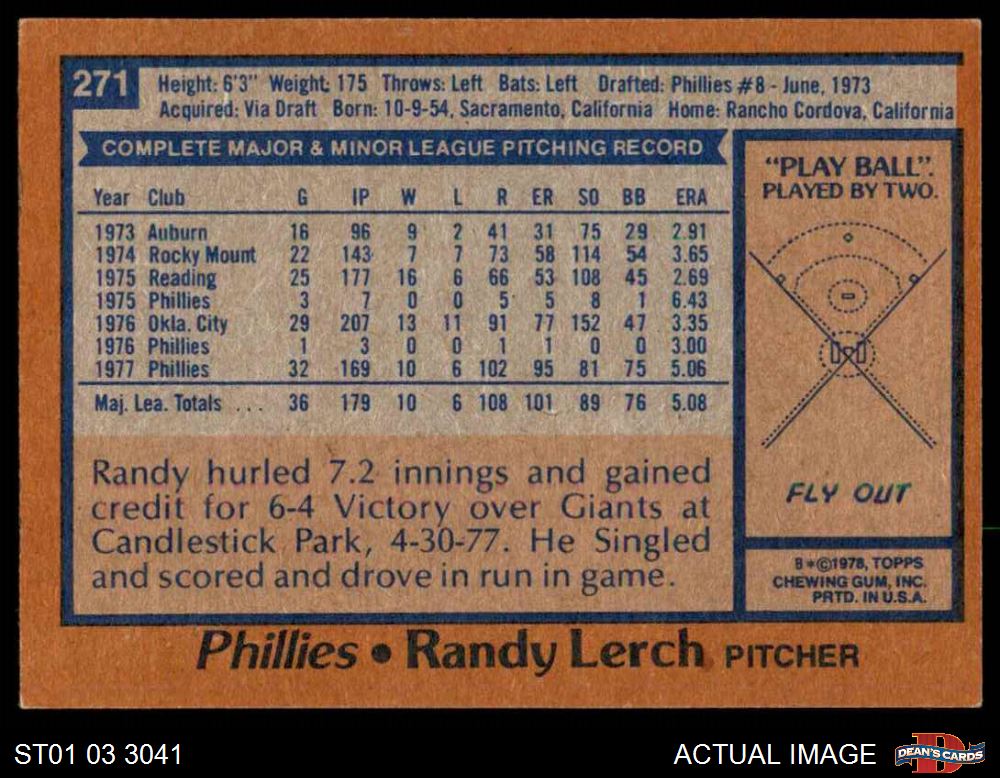 271
Height: 6'3" Weight: 175 Throws: Left Bats: Left Drafted: Phillies #8 - June, 1973
Acquired: Via Draft Born: 10-9-54, Sacramento, California Home: Rancho Cordova, California
COMPLETE MAJOR & MINOR LEAGUE PITCHING RECORD
Year Club G IP W L R ER SO BB ERA
1973 Auburn 16 96 9 2 41 31 75 29 2.91
1974 Rocky Mount 22 143 7 7 73 58 114 54 3.65
1975 Reading 25 177 16 6 66 53 108 45 2.69
1975 Phillies 3 7 0 0 5 5 8 1 6.43
1976 Okla. City 29 207 13 11 91 77 152 47 3.35
1976 Phillies 1 3 0 0 1 1 0 0 3.00
1977 Phillies 32 169 10 6 102 95 81 75 5.06
Maj. Lea. Totals ... 36 179 10 6 108 101 89 76 5.08
Randy hurled 7.2 innings and gained
credit for 6-4 Victory over Giants at
Candlestick Park, 4-30-77. He Singled
and scored and drove in run in game.
"PLAY BALL".
PLAYED BY TWO.
FLY OUT
B*©1978, TOPPS
CHEWING GUM, INC.
PRTD. IN U.S.A.
Phillies • Randy Lerch PITCHER
ST01 03 3041
ACTUAL IMAGE
DEAN'S CARDS